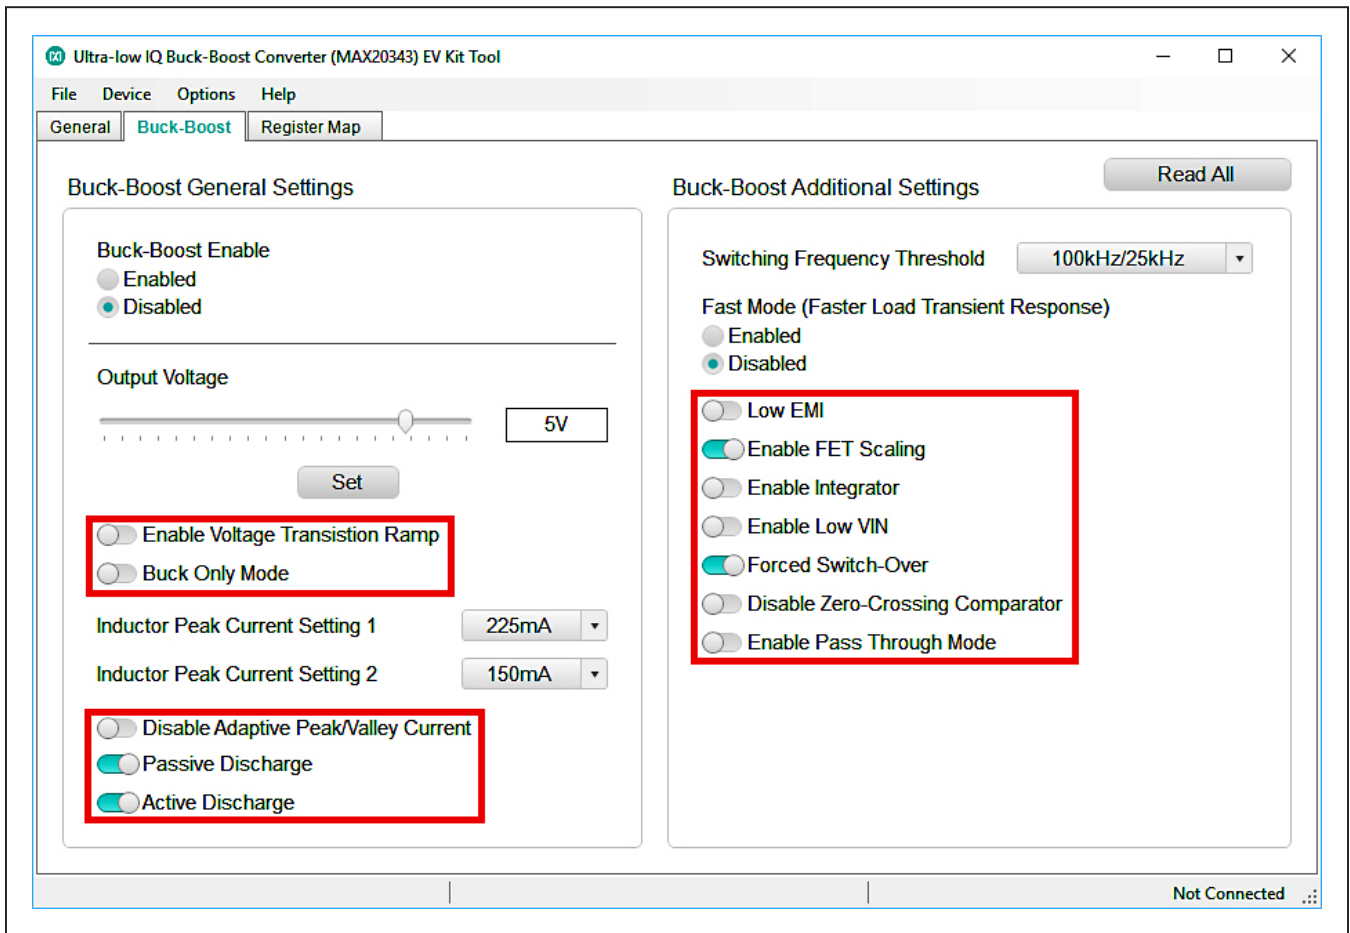 Ultra-low IQ Buck-Boost Converter (MAX20343) EV Kit Tool
File Device Options Help
General Buck-Boost Register Map
Read All
Buck-Boost General Settings
Buck-Boost Enable
Enabled
Disabled
Output Voltage
5V
Set
Enable Voltage Transistion Ramp
Buck Only Mode
Inductor Peak Current Setting 1 225mA
Inductor Peak Current Setting 2 150mA
Disable Adaptive Peak/Valley Current
Passive Discharge
Active Discharge
Buck-Boost Additional Settings
Switching Frequency Threshold 100kHz/25kHz
Fast Mode (Faster Load Transient Response)
Enabled
Disabled
Low EMI
Enable FET Scaling
Enable Integrator
Enable Low VIN
Forced Switch-Over
Disable Zero-Crossing Comparator
Enable Pass Through Mode
Not Connected